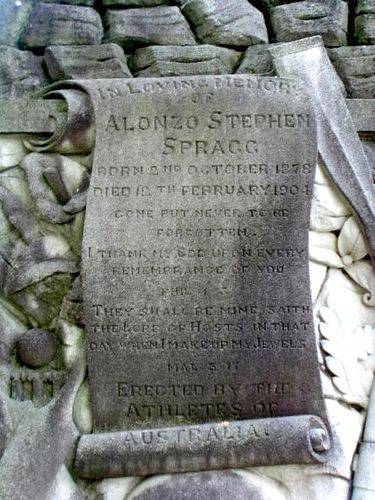 IN LOVING MEMORY
OF
ALONZO STEPHEN
SPRAGG
BORN 2ND OCTOBER 1878
DIED 12TH FEBRUARY 1904
GONE BUT NEVER TO BE
FORGOTTEN.
I THANK MY GOD UPON EVERY
REMEMBRANCE OF YOU
PHIL 1
THEY SHALL BE MINE, SAITH
THE LORD OF HOSTS IN THAT
DAY WHEN I MAKE UP MY JEWELS
MAL 3 17
ERECTED BY THE
ATHLETES OF
AUSTRALIA.